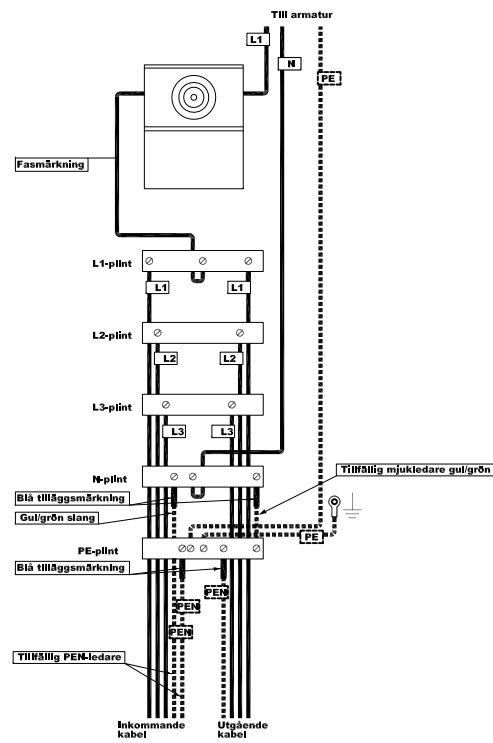 Till armatur
L1
N
PE
Fasmärkning
L1-plint
L1 L1
L2-plint
L2 L2
L3-plint
L3 L3
N-plint
Tillfällig mjukledare gul/grön
Blå tilläggsmärkning
Gul/grön slang
PE
PE-plint
Blå tilläggsmärkning
PEN
PEN
PEN
Tillfällig PEN-ledare
Inkommande kabel
Utgående kabel